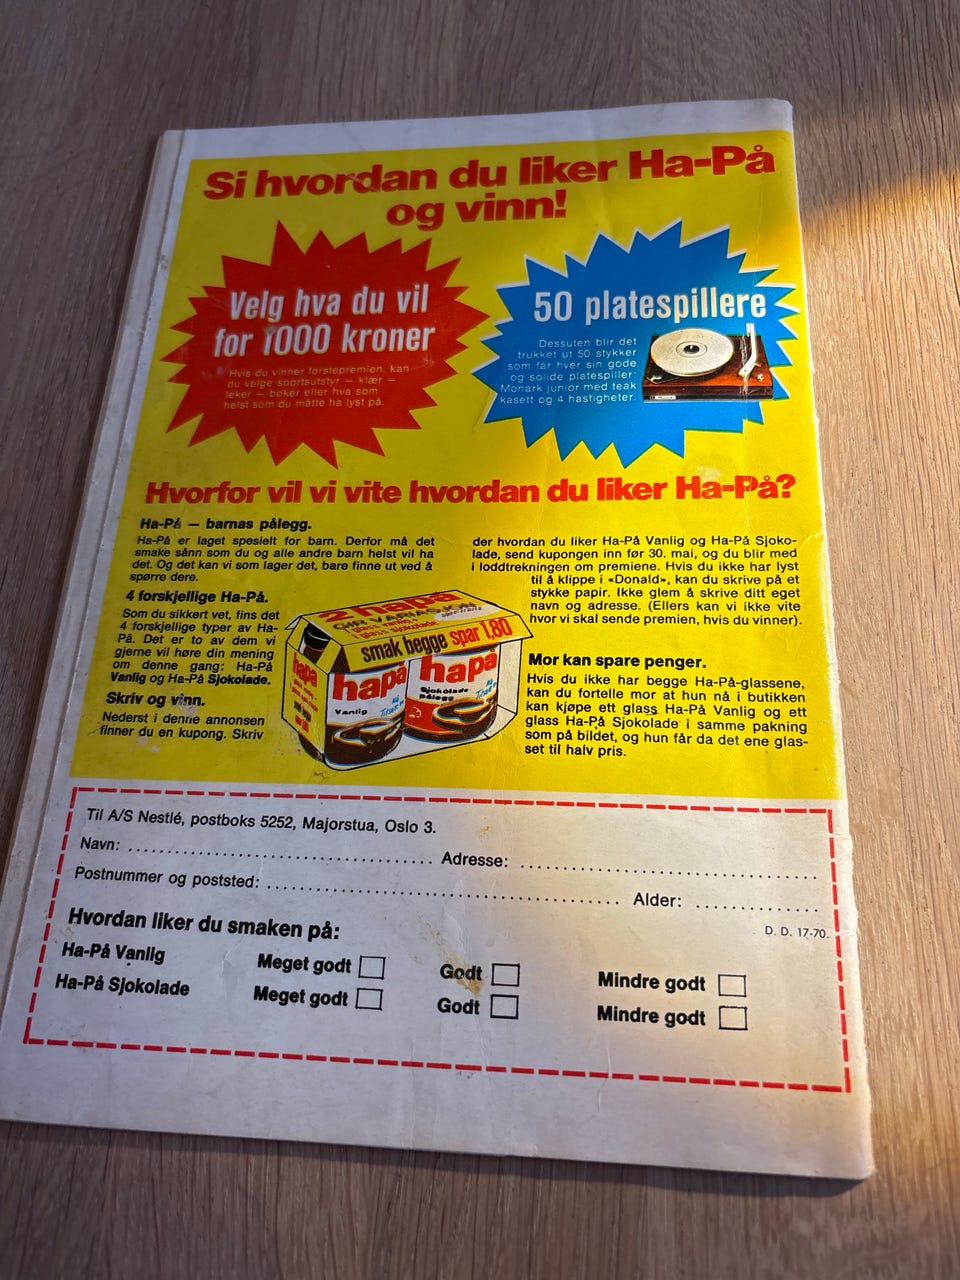 Si hvordan du liker Ha-På
og vinn!
Velg hva du vil
for 1000 kroner
Hvis du vinner førstepremien, kan
du velge sportsutstyr — klær —
leker — bøker eller hva som
helst som du måtte ha lyst på.
50 platespillere
Dessuten blir det
trukket ut 50 stykker
som får hver sin gode
og solide platespiller:
Monark junior med teak
kasett og 4 hastigheter.
Hvorfor vil vi vite hvordan du liker Ha-På?
Ha-På — barnas pålegg.
Ha-På er laget spesielt for barn. Derfor må det
smake sånn som du og alle andre barn helst vil ha
det. Og det kan vi som lager det, bare finne ut ved å
spørre dere.
4 forskjellige Ha-På.
Som du sikkert vet, fins det
4 forskjellige typer av Ha-
På. Det er to av dem vi
gjerne vil høre din mening
om denne gang: Ha-På
Vanlig og Ha-På Sjokolade.
Skriv og vinn.
Nederst i denne annonsen
finner du en kupong. Skriv
der hvordan du liker Ha-På Vanlig og Ha-På Sjoko-
lade, send kupongen inn før 30. mai, og du blir med
i loddtrekningen om premiene. Hvis du ikke har lyst
til å klippe i «Donald», kan du skrive på et
stykke papir. Ikke glem å skrive ditt eget
navn og adresse. (Ellers kan vi ikke vite
hvor vi skal sende premien, hvis du vinner).
2 hapå
GIR VARIASJON
1 glass vanlig +
1 glass sjokolade
smak begge spar 1,80
hapå
hapå
Vanlig
hapå
Sjokolade
pålegg
Mor kan spare penger.
Hvis du ikke har begge Ha-På-glassene,
kan du fortelle mor at hun nå i butikken
kan kjøpe ett glass Ha-På Vanlig og ett
glass Ha-På Sjokolade i samme pakning
som på bildet, og hun får da det ene glas-
set til halv pris.
Til A/S Nestlé, postboks 5252, Majorstua, Oslo 3.
Navn: ........................................ Adresse: ........................................
Postnummer og poststed: ................................................ Alder: ................
D. D. 17-70.
Hvordan liker du smaken på:
Ha-På Vanlig Meget godt Godt Mindre godt
Ha-På Sjokolade Meget godt Godt Mindre godt